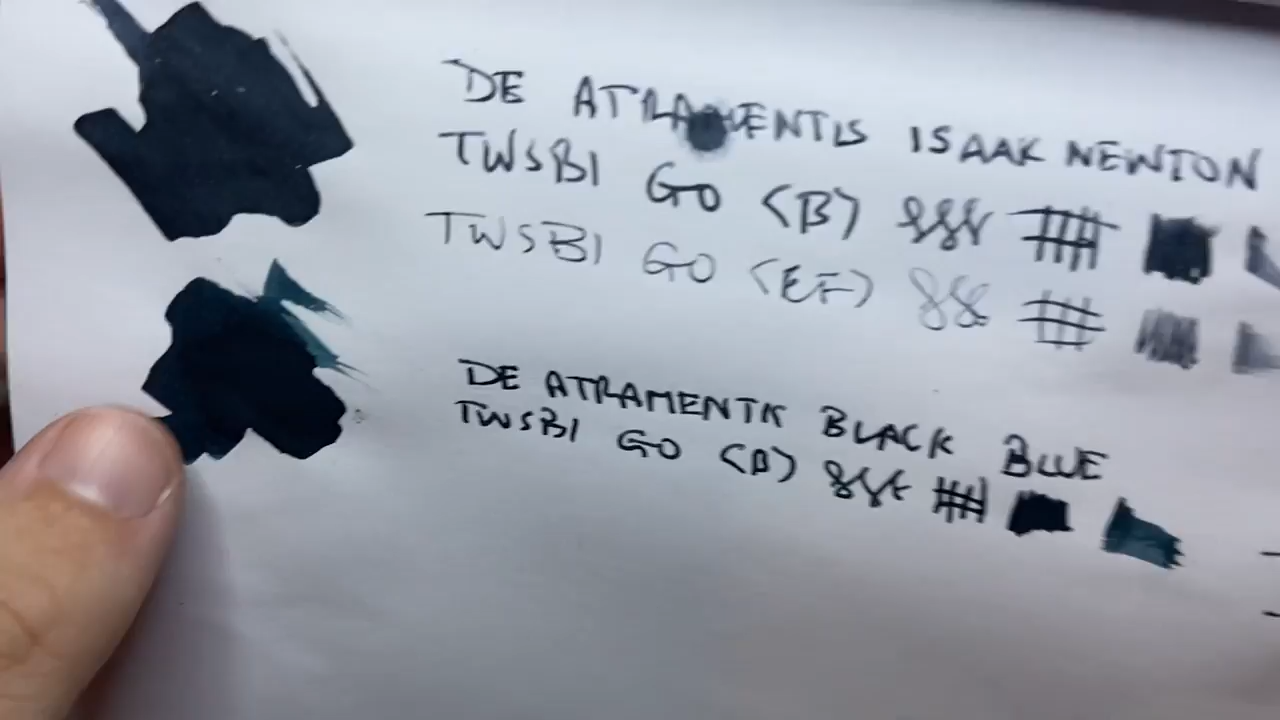 DE ATRAMENTIS ISAAK NEWTON
TWSBI GO (B)
TWSBI GO (EF)
DE ATRAMENTIS BLACK BLUE
TWSBI GO (B)